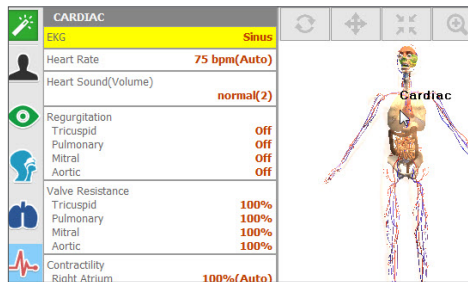 CARDIAC
EKG Sinus
Heart Rate 75 bpm(Auto)
Heart Sound(Volume)
normal(2)
Regurgitation
Tricuspid Off
Pulmonary Off
Mitral Off
Aortic Off
Valve Resistance
Tricuspid 100%
Pulmonary 100%
Mitral 100%
Aortic 100%
Contractility
Right Atrium 100%(Auto)
Cardiac